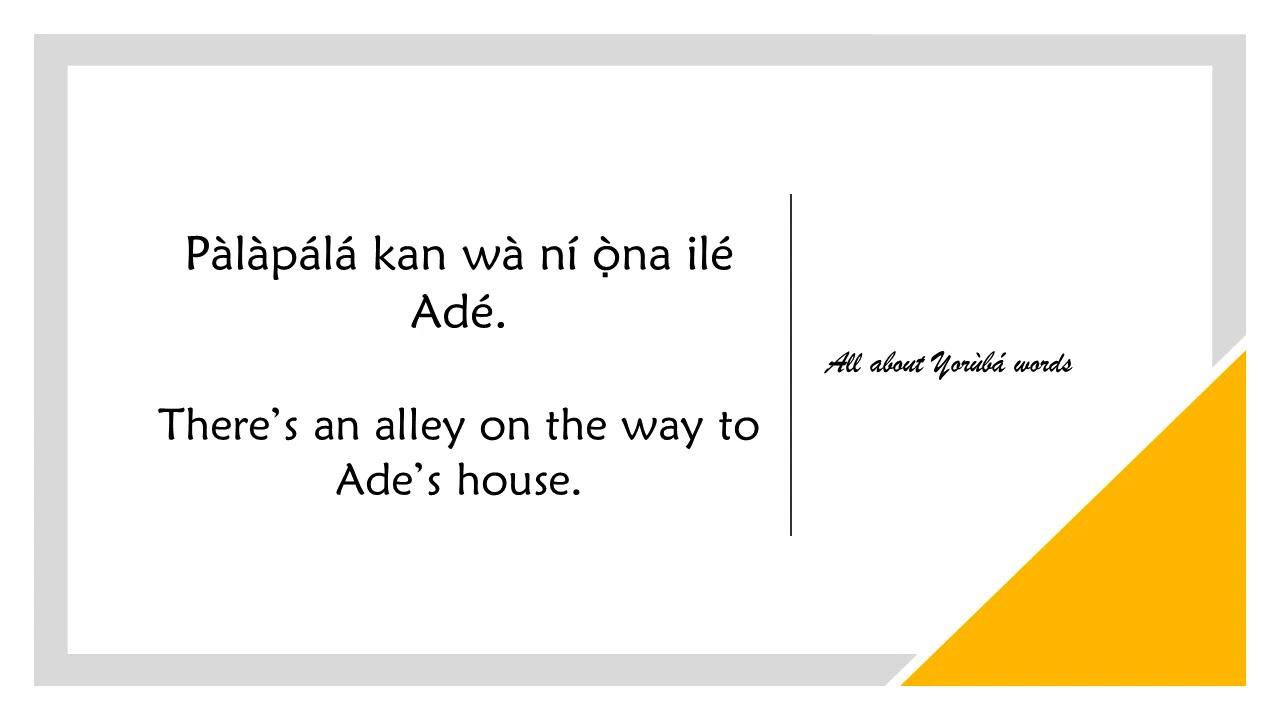 Pàlàpálá kan wà ní ọ̀na ilé
Adé.
There’s an alley on the way to
Ade’s house.
All about Yorùbá words